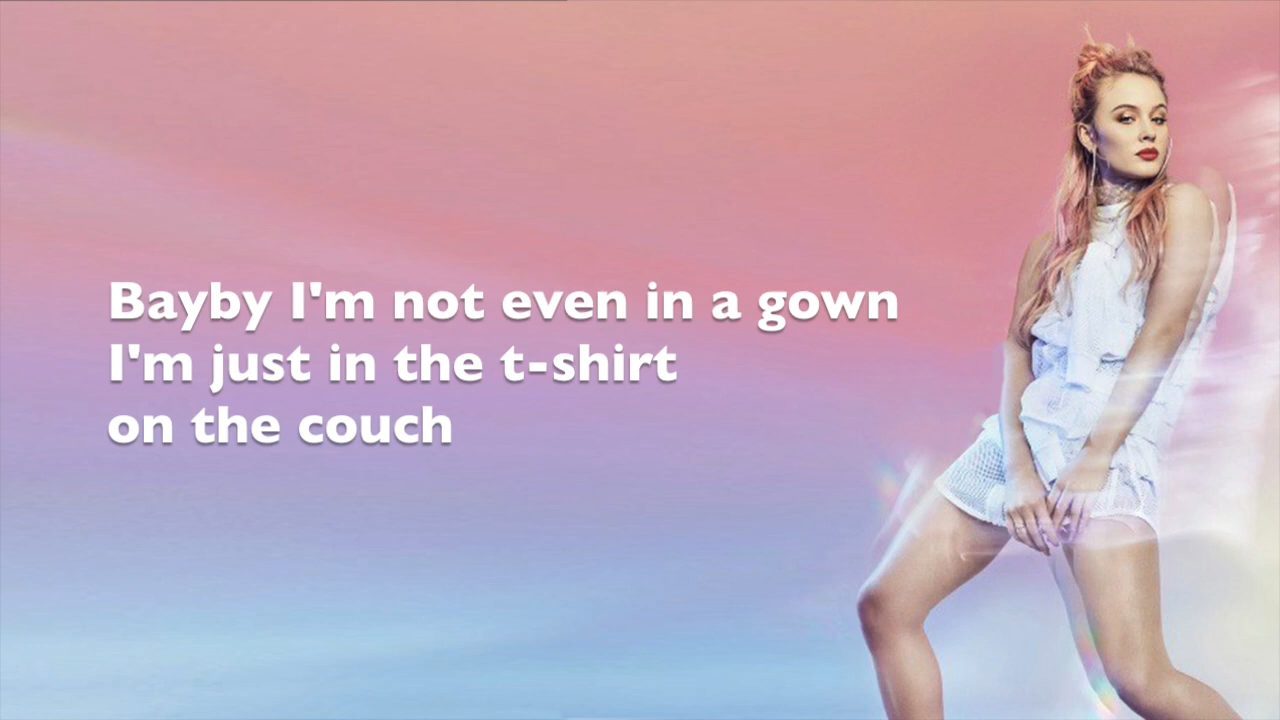 Bayby I'm not even in a gown
I'm just in the t-shirt
on the couch